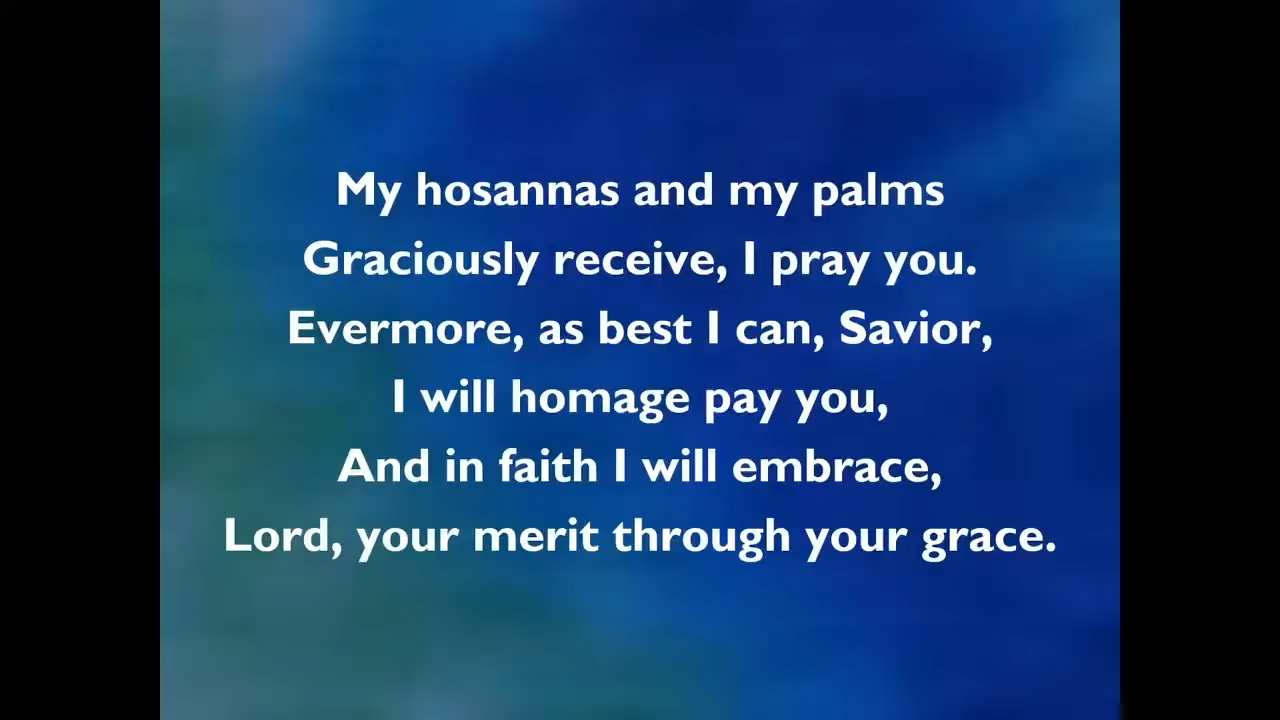 My hosannas and my palms
Graciously receive, I pray you.
Evermore, as best I can, Savior,
I will homage pay you,
And in faith I will embrace,
Lord, your merit through your grace.